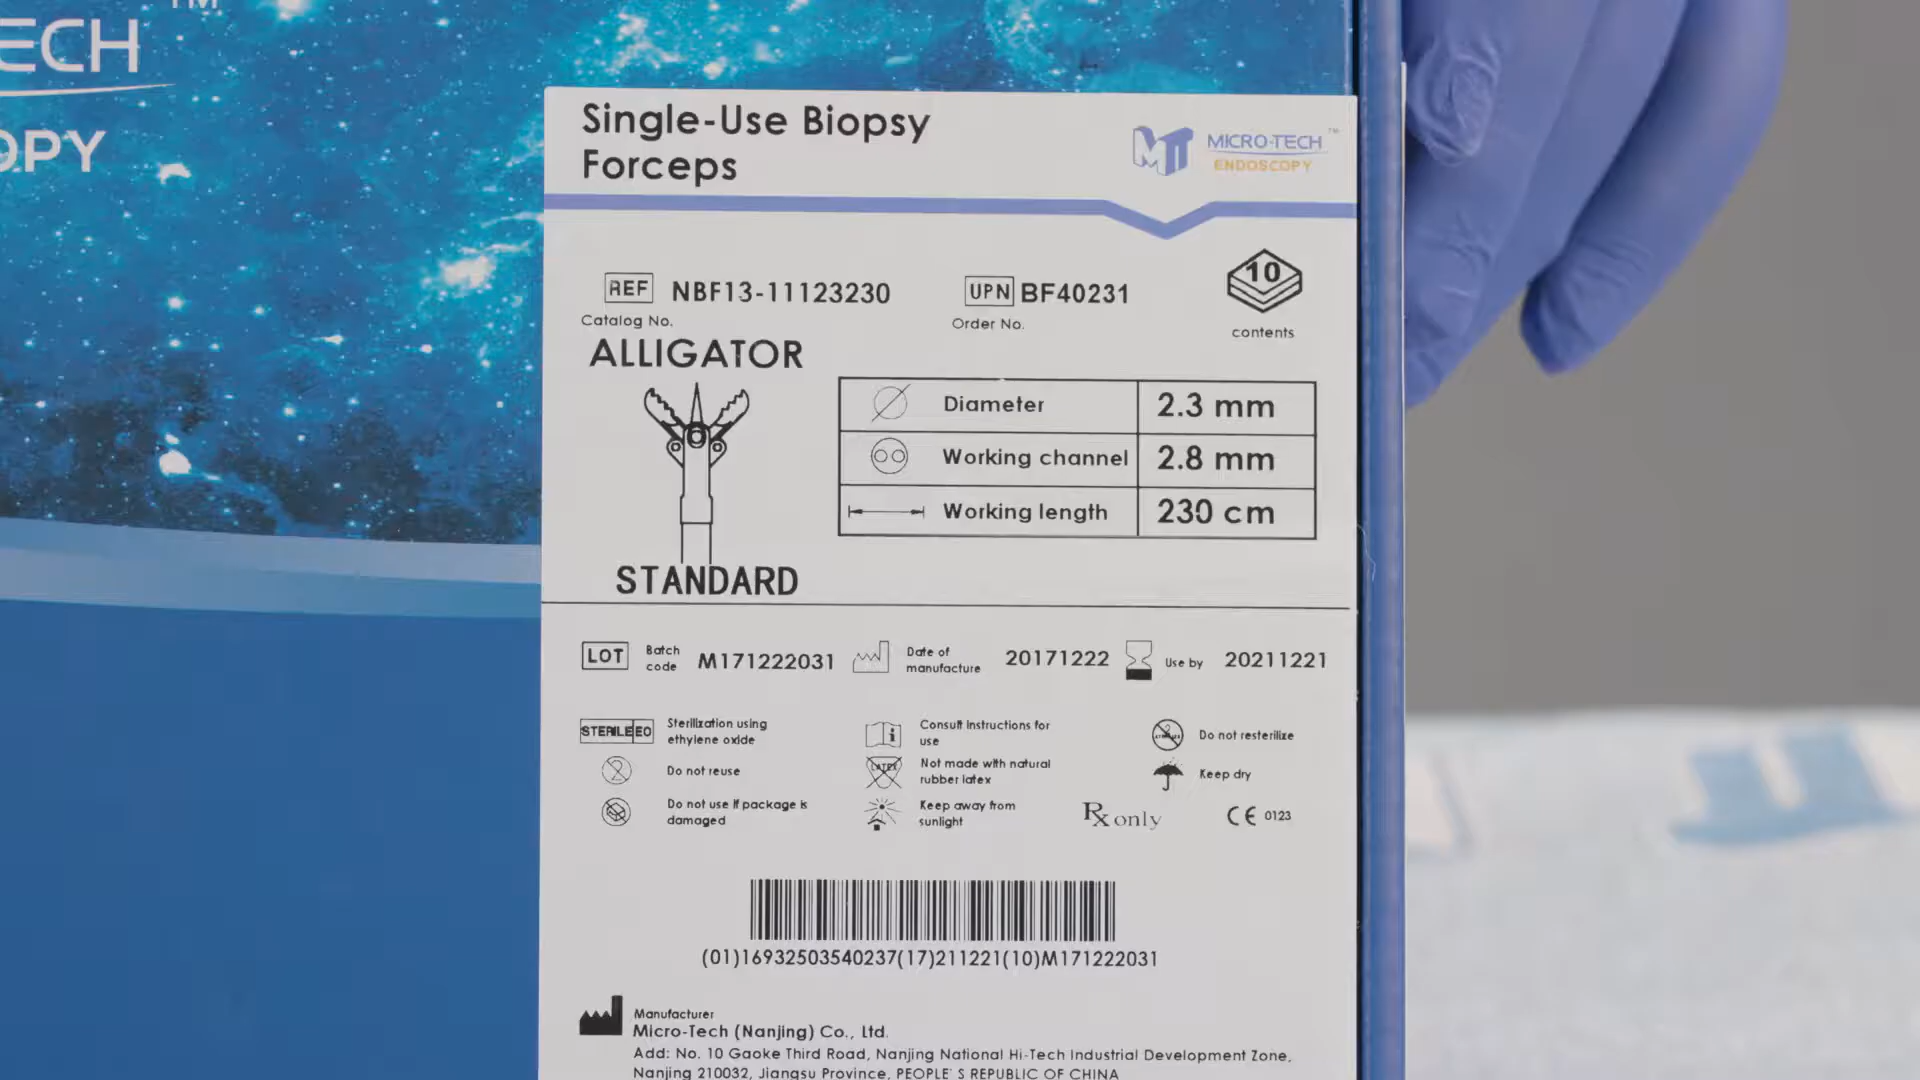 TM
ECH
OPY
Single-Use Biopsy
Forceps
MT MICRO-TECH™
ENDOSCOPY
REF NBF13-11123230
Catalog No.
UPN BF40231
Order No.
10
contents
ALLIGATOR
STANDARD
Diameter 2.3 mm
Working channel 2.8 mm
Working length 230 cm
LOT Batch code M171222031
Date of manufacture 20171222
Use by 20211221
STERILE EO Sterilization using
ethylene oxide
Consult instructions for
use
Do not resterilize
2 Do not reuse
LATEX Not made with natural
rubber latex
Keep dry
Do not use if package is
damaged
Keep away from
sunlight
Rx only
CE 0123
(01)16932503540237(17)211221(10)M171222031
Manufacturer
Micro-Tech (Nanjing) Co., Ltd.
Add: No. 10 Gaoke Third Road, Nanjing National Hi-Tech Industrial Development Zone,
Nanjing 210032, Jiangsu Province, PEOPLE' S REPUBLIC OF CHINA